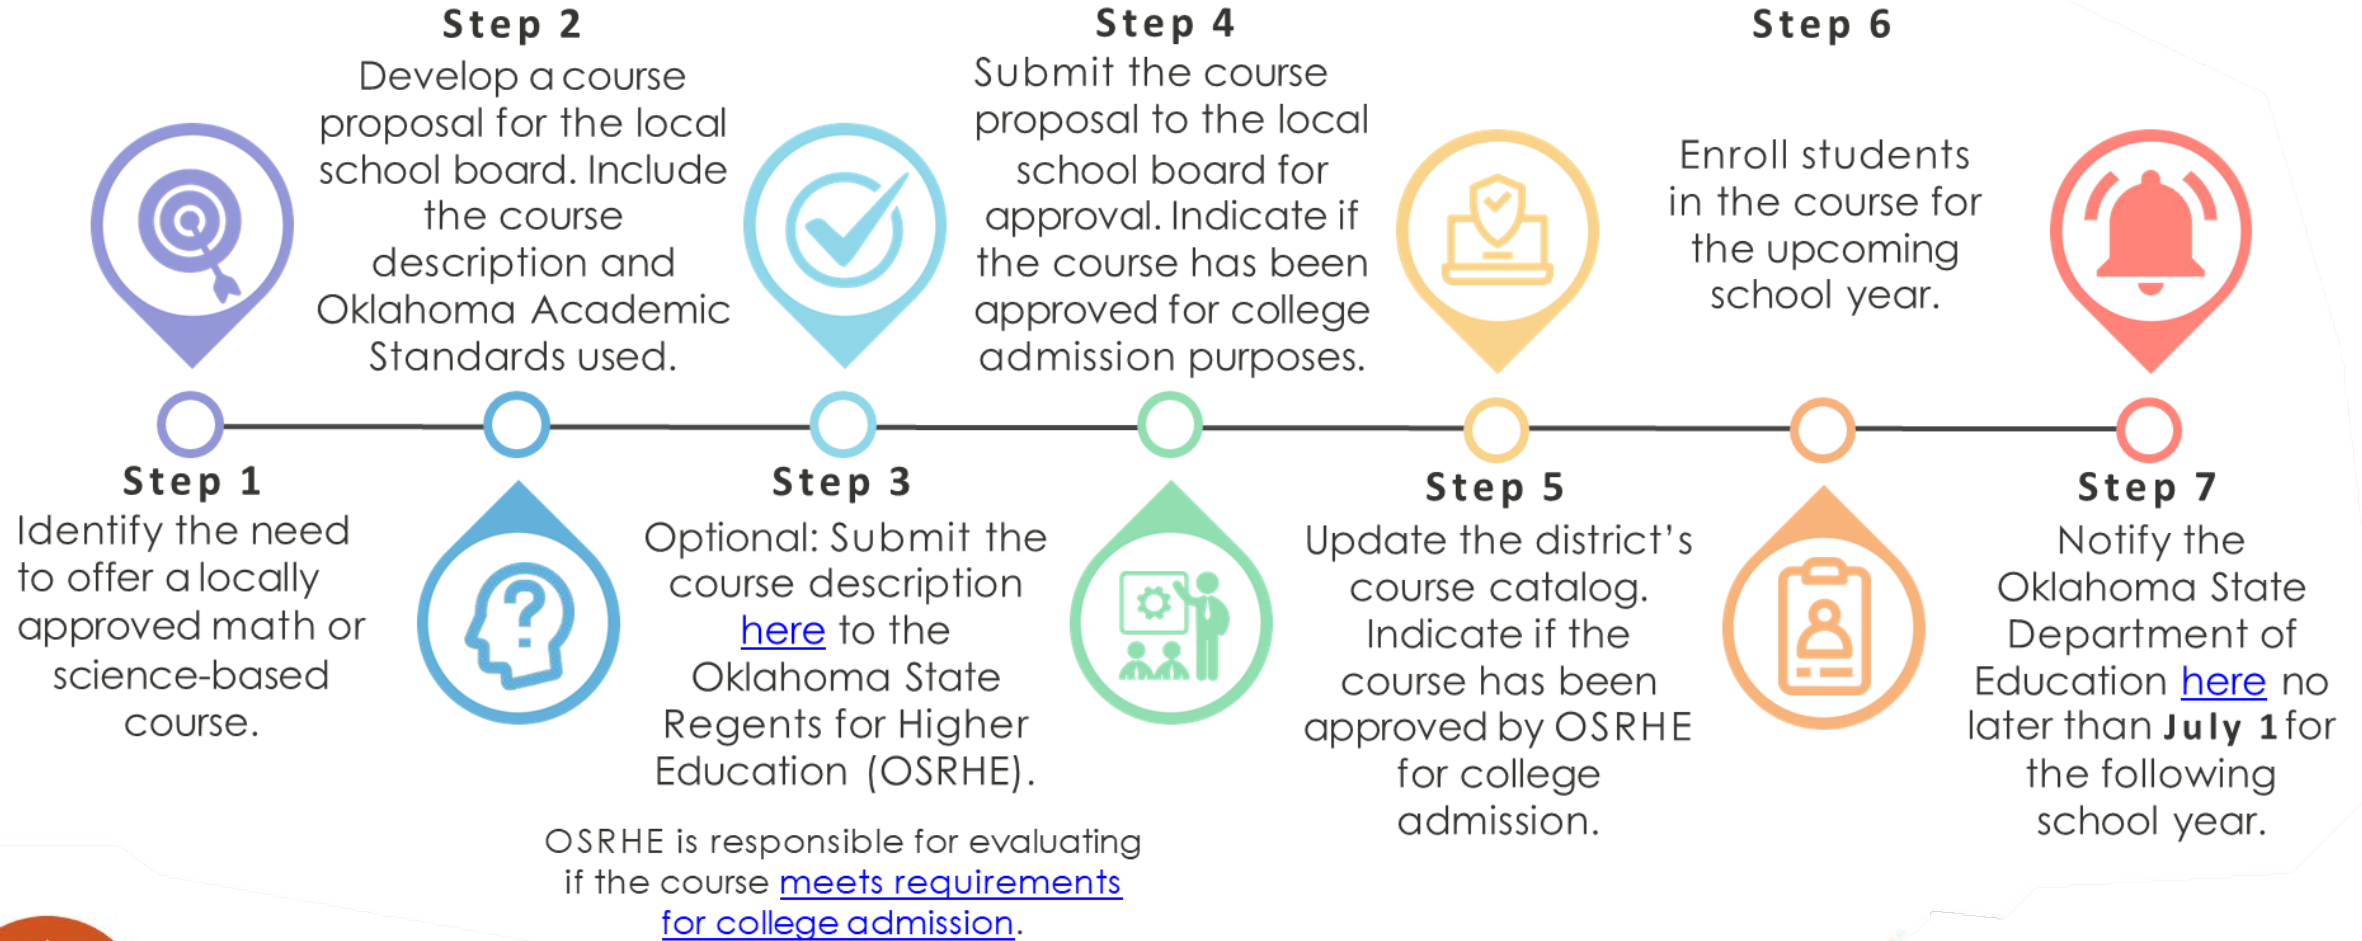 Step 1
Identify the need
to offer a locally
approved math or
science-based
course.
Step 2
Develop a course
proposal for the local
school board. Include
the course
description and
Oklahoma Academic
Standards used.
Step 3
Optional: Submit the
course description
here to the
Oklahoma State
Regents for Higher
Education (OSRHE).
OSRHE is responsible for evaluating
if the course meets requirements
for college admission.
Step 4
Submit the course
proposal to the local
school board for
approval. Indicate if
the course has been
approved for college
admission purposes.
Step 5
Update the district’s
course catalog.
Indicate if the
course has been
approved by OSRHE
for college
admission.
Step 6
Enroll students
in the course for
the upcoming
school year.
Step 7
Notify the
Oklahoma State
Department of
Education here no
later than July 1 for
the following
school year.